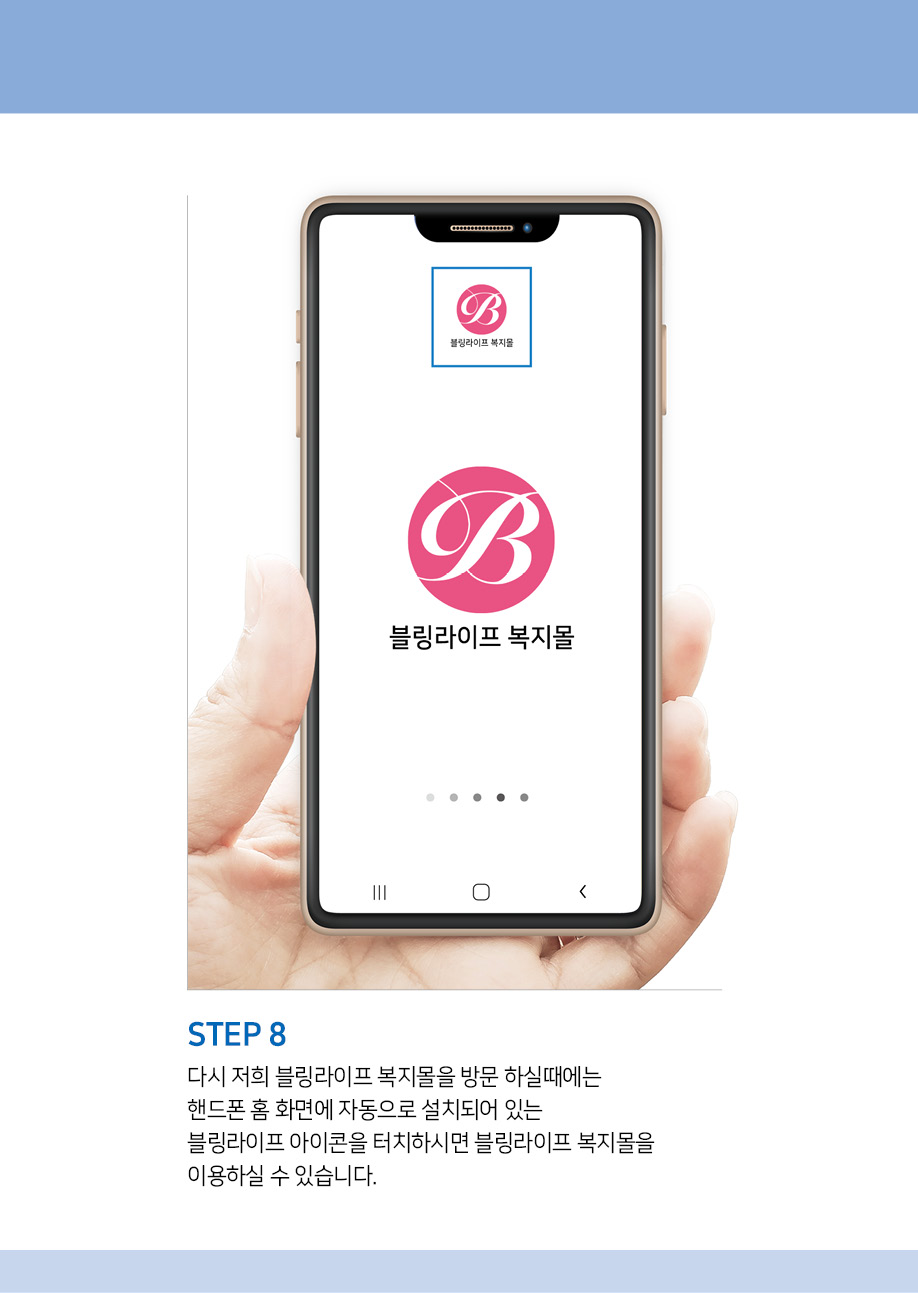 B
블링라이프 복지몰
B
블링라이프 복지몰
STEP 8
다시 저희 블링라이프 복지몰을 방문 하실때에는
핸드폰 홈 화면에 자동으로 설치되어 있는
블링라이프 아이콘을 터치하시면 블링라이프 복지몰을
이용하실 수 있습니다.